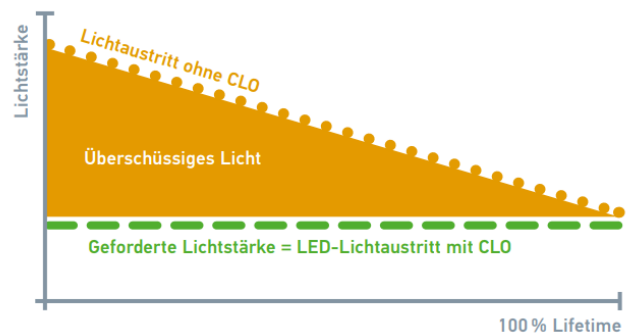 Lichtstärke
Lichtaustritt ohne CLO
Überschüssiges Licht
Geforderte Lichtstärke = LED-Lichtaustritt mit CLO
100 % Lifetime